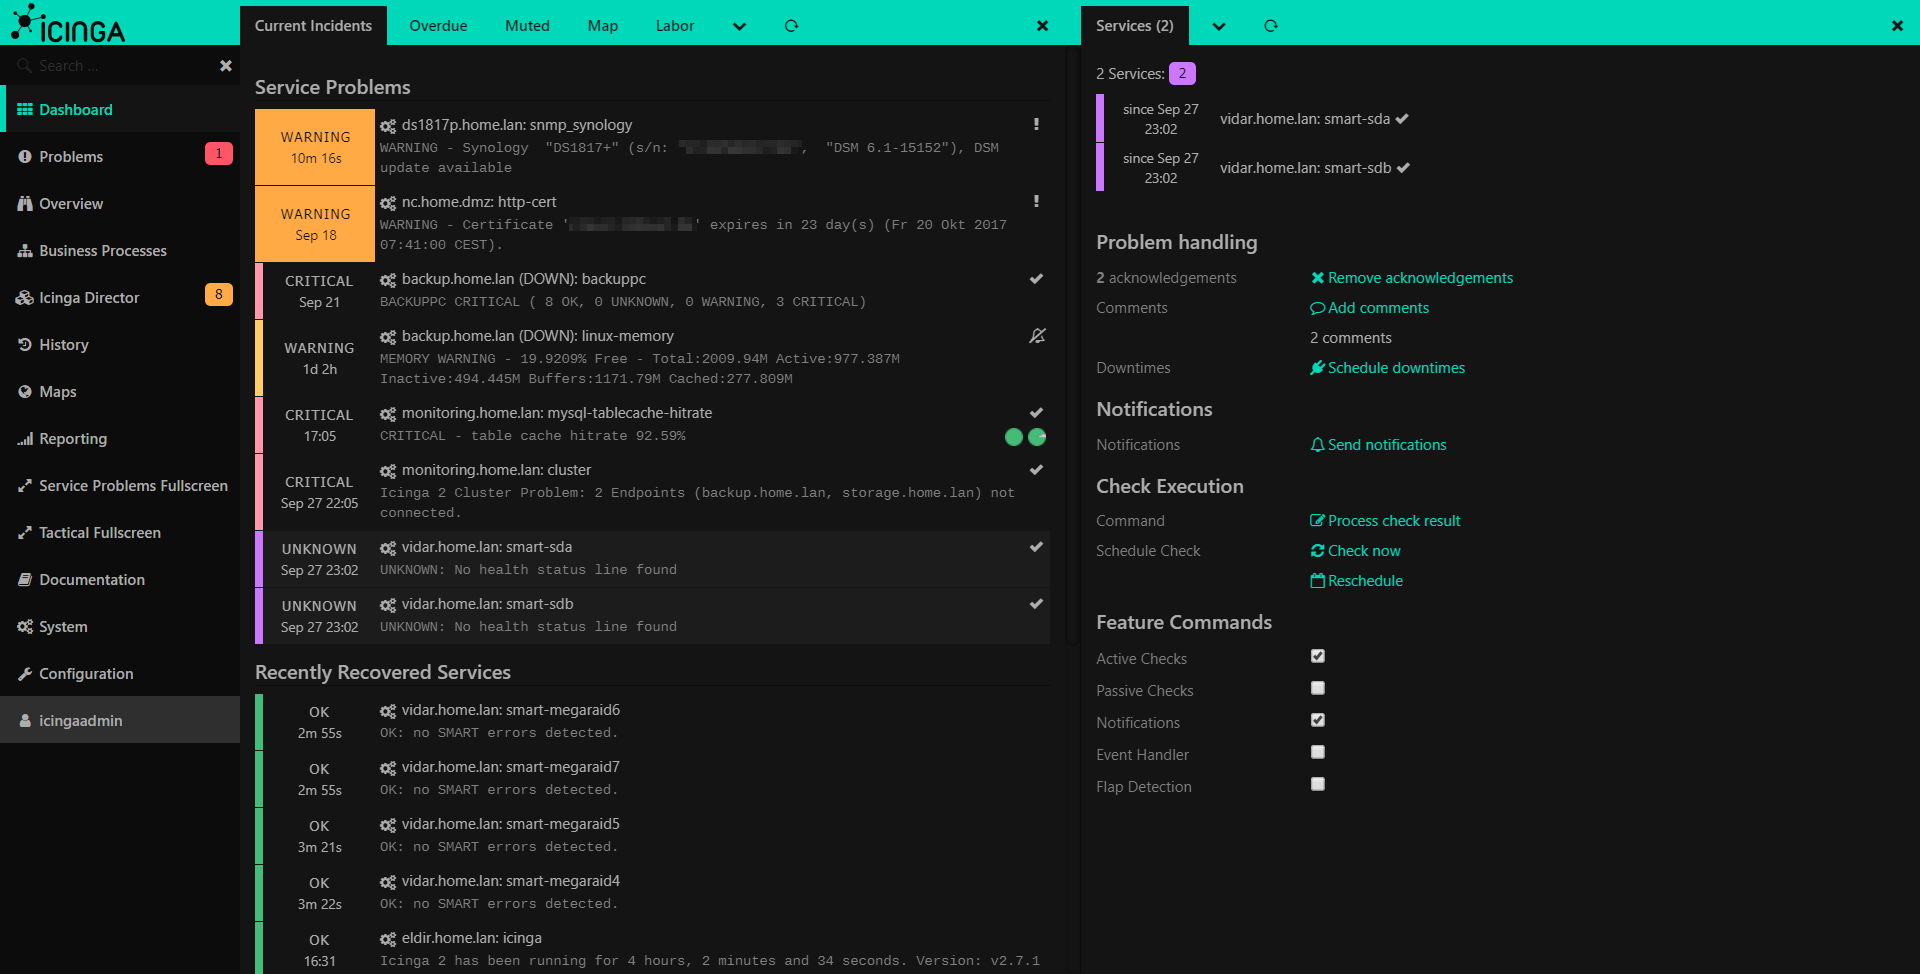 ICINGA
Search ...
Dashboard
Problems 1
Overview
Business Processes
Icinga Director 8
History
Maps
Reporting
Service Problems Fullscreen
Tactical Fullscreen
Documentation
System
Configuration
icingaadmin
Current Incidents Overdue Muted Map Labor
Service Problems
WARNING
10m 16s
ds1817p.home.lan: snmp_synology
WARNING - Synology "DS1817+" (s/n: , "DSM 6.1-15152"), DSM
update available
WARNING
Sep 18
nc.home.dmz: http-cert
WARNING - Certificate ' ' expires in 23 day(s) (Fr 20 Okt 2017
07:41:00 CEST).
CRITICAL
Sep 21
backup.home.lan (DOWN): backuppc
BACKUPPC CRITICAL ( 8 OK, 0 UNKNOWN, 0 WARNING, 3 CRITICAL)
WARNING
1d 2h
backup.home.lan (DOWN): linux-memory
MEMORY WARNING - 19.9209% Free - Total:2009.94M Active:977.387M
Inactive:494.445M Buffers:1171.79M Cached:277.809M
CRITICAL
17:05
monitoring.home.lan: mysql-tablecache-hitrate
CRITICAL - table cache hitrate 92.59%
CRITICAL
Sep 27 22:05
monitoring.home.lan: cluster
Icinga 2 Cluster Problem: 2 Endpoints (backup.home.lan, storage.home.lan) not
connected.
UNKNOWN
Sep 27 23:02
vidar.home.lan: smart-sda
UNKNOWN: No health status line found
UNKNOWN
Sep 27 23:02
vidar.home.lan: smart-sdb
UNKNOWN: No health status line found
Recently Recovered Services
OK
2m 55s
vidar.home.lan: smart-megaraid6
OK: no SMART errors detected.
OK
2m 55s
vidar.home.lan: smart-megaraid7
OK: no SMART errors detected.
OK
3m 21s
vidar.home.lan: smart-megaraid5
OK: no SMART errors detected.
OK
3m 22s
vidar.home.lan: smart-megaraid4
OK: no SMART errors detected.
OK
16:31
eldir.home.lan: icinga
Icinga 2 has been running for 4 hours, 2 minutes and 34 seconds. Version: v2.7.1
Services (2)
2 Services: 2
since Sep 27
23:02
vidar.home.lan: smart-sda
since Sep 27
23:02
vidar.home.lan: smart-sdb
Problem handling
2 acknowledgements Remove acknowledgements
Comments Add comments
2 comments
Downtimes Schedule downtimes
Notifications
Notifications Send notifications
Check Execution
Command Process check result
Schedule Check Check now
Reschedule
Feature Commands
Active Checks
Passive Checks
Notifications
Event Handler
Flap Detection